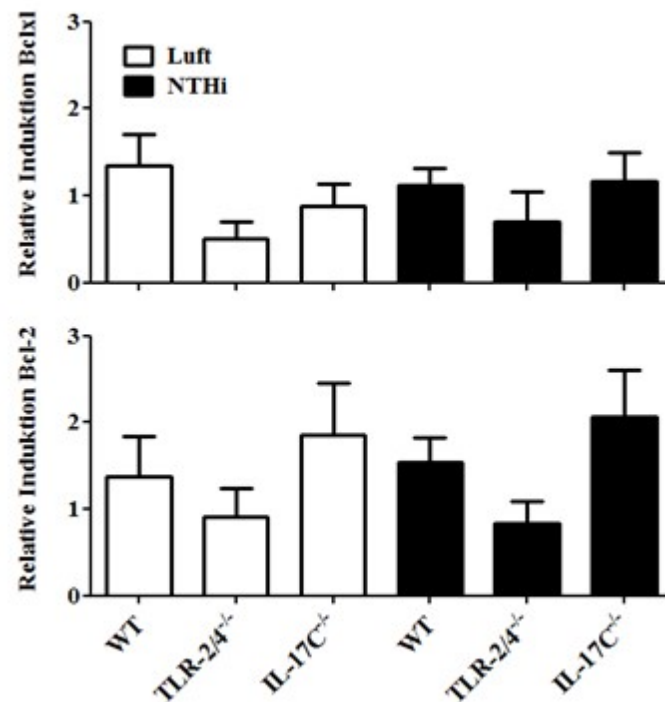 Relative Induktion Bclxl
3
2
1
0
Luft
NTHi
Relative Induktion Bcl-2
3
2
1
0
WT
TLR-2/4-/-
IL-17C-/-
WT
TLR-2/4-/-
IL-17C-/-